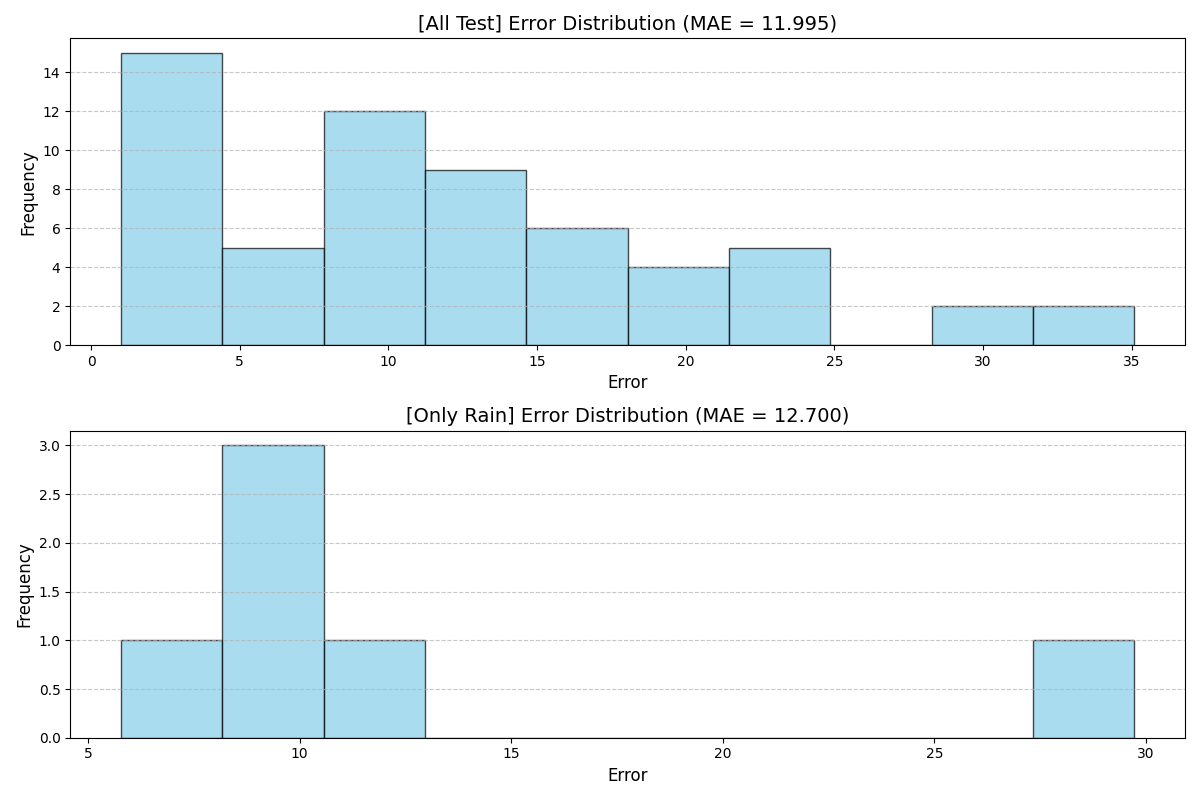 [All Test] Error Distribution (MAE = 11.995)
Frequency
14
12
10
8
6
4
2
0
0 5 10 15 20 25 30 35
Error
[Only Rain] Error Distribution (MAE = 12.700)
Frequency
3.0
2.5
2.0
1.5
1.0
0.5
0.0
5 10 15 20 25 30
Error